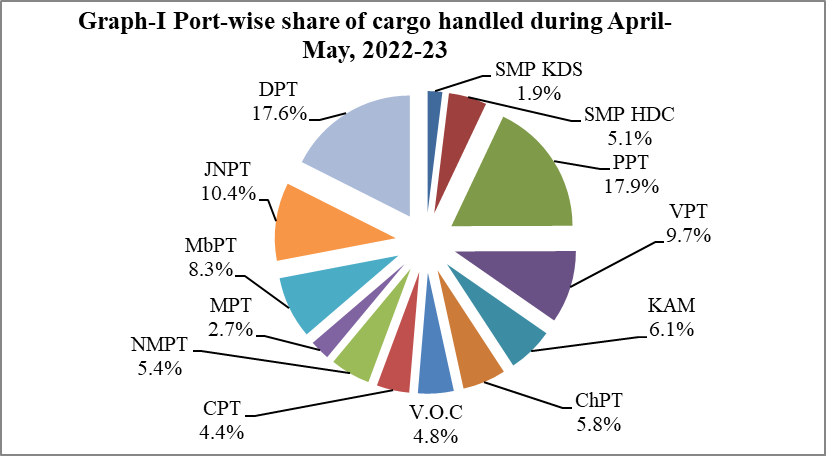 Graph-I Port-wise share of cargo handled during April-
May, 2022-23
SMP KDS
1.9%
SMP HDC
5.1%
PPT
17.9%
VPT
9.7%
KAM
6.1%
ChPT
5.8%
V.O.C
4.8%
CPT
4.4%
NMPT
5.4%
MPT
2.7%
MbPT
8.3%
JNPT
10.4%
DPT
17.6%